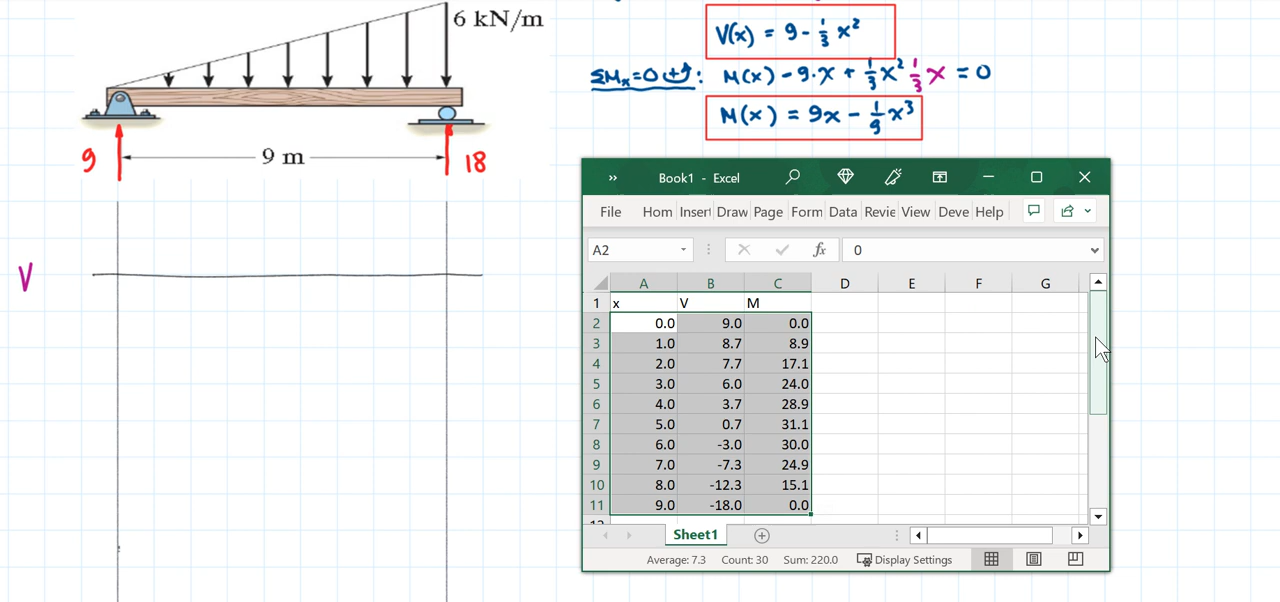 6 kN/m
9
9 m
18
V
V(x) = 9 - 1/3 x²
ΣMx=0 ↺+: M(x) - 9·x + 1/3 x² 1/3 x = 0
M(x) = 9x - 1/9 x³
Book1 - Excel
File Hom Insert Draw Page Form Data Revie View Deve Help
A2 fx 0
A B C D E F G
1 x V M
2 0.0 9.0 0.0
3 1.0 8.7 8.9
4 2.0 7.7 17.1
5 3.0 6.0 24.0
6 4.0 3.7 28.9
7 5.0 0.7 31.1
8 6.0 -3.0 30.0
9 7.0 -7.3 24.9
10 8.0 -12.3 15.1
11 9.0 -18.0 0.0
Sheet1
Average: 7.3 Count: 30 Sum: 220.0 Display Settings